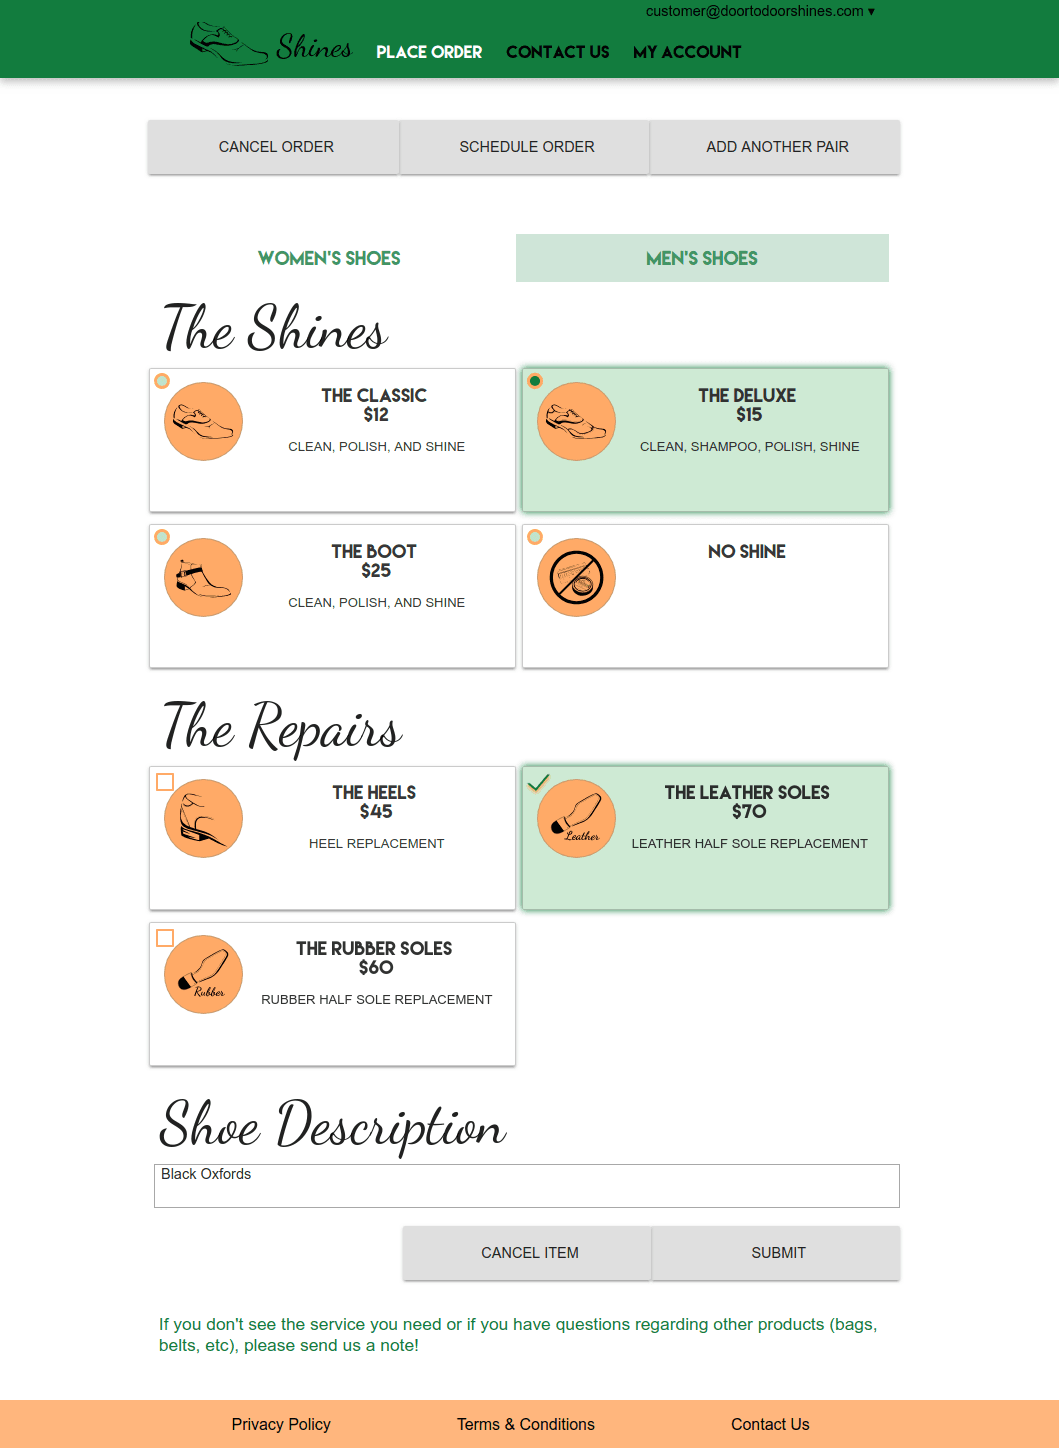 customer@doortodoorshines.com ▾
Shines
PLACE ORDER
CONTACT US
MY ACCOUNT
CANCEL ORDER
SCHEDULE ORDER
ADD ANOTHER PAIR
WOMEN'S SHOES
MEN'S SHOES
The Shines
THE CLASSIC
$12
CLEAN, POLISH, AND SHINE
THE DELUXE
$15
CLEAN, SHAMPOO, POLISH, SHINE
THE BOOT
$25
CLEAN, POLISH, AND SHINE
NO SHINE
The Repairs
THE HEELS
$45
HEEL REPLACEMENT
Leather
THE LEATHER SOLES
$70
LEATHER HALF SOLE REPLACEMENT
Rubber
THE RUBBER SOLES
$60
RUBBER HALF SOLE REPLACEMENT
Shoe Description
Black Oxfords
CANCEL ITEM
SUBMIT
If you don't see the service you need or if you have questions regarding other products (bags,
belts, etc), please send us a note!
Privacy Policy
Terms & Conditions
Contact Us